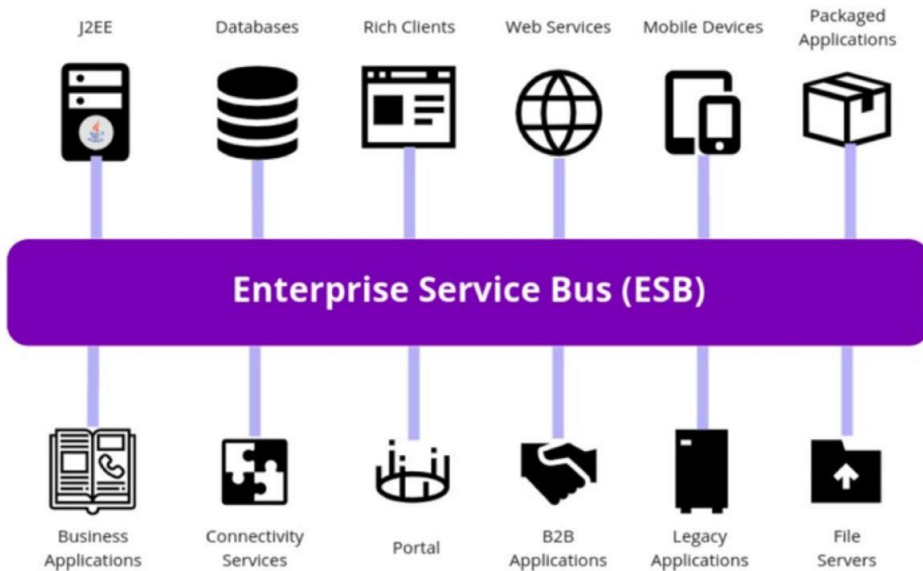 J2EE
Databases
Rich Clients
Web Services
Mobile Devices
Packaged
Applications
Enterprise Service Bus (ESB)
Business
Applications
Connectivity
Services
Portal
B2B
Applications
Legacy
Applications
File
Servers